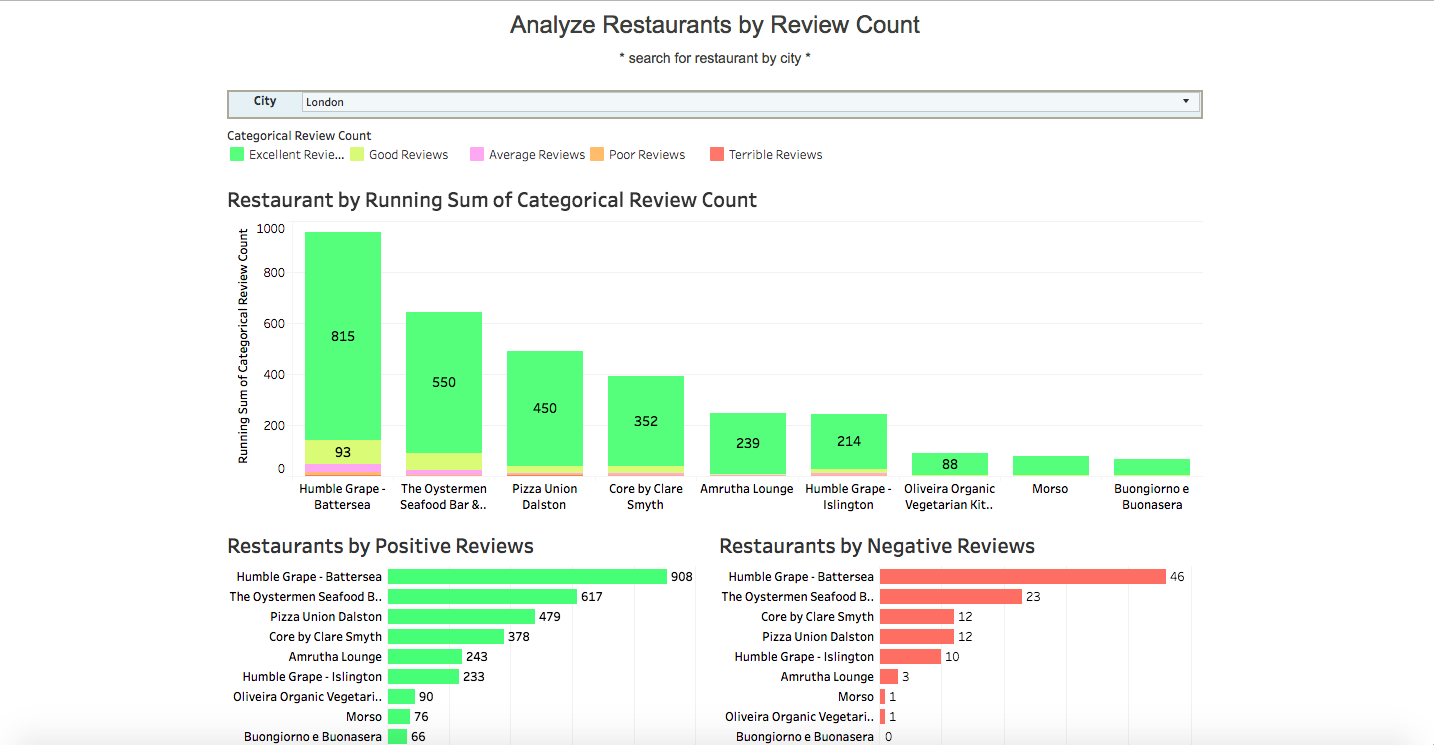 Analyze Restaurants by Review Count
* search for restaurant by city *
City
London
Categorical Review Count
Excellent Revie...
Good Reviews
Average Reviews
Poor Reviews
Terrible Reviews
Restaurant by Running Sum of Categorical Review Count
Running Sum of Categorical Review Count
1000
800
600
400
200
0
815
93
550
450
352
239
214
88
Humble Grape -
Battersea
The Oystermen
Seafood Bar &..
Pizza Union
Dalston
Core by Clare
Smyth
Amrutha Lounge
Humble Grape -
Islington
Oliveira Organic
Vegetarian Kit..
Morso
Buongiorno e
Buonasera
Restaurants by Positive Reviews
Humble Grape - Battersea 908
The Oystermen Seafood B.. 617
Pizza Union Dalston 479
Core by Clare Smyth 378
Amrutha Lounge 243
Humble Grape - Islington 233
Oliveira Organic Vegetari.. 90
Morso 76
Buongiorno e Buonasera 66
Restaurants by Negative Reviews
Humble Grape - Battersea 46
The Oystermen Seafood B.. 23
Core by Clare Smyth 12
Pizza Union Dalston 12
Humble Grape - Islington 10
Amrutha Lounge 3
Morso 1
Oliveira Organic Vegetari.. 1
Buongiorno e Buonasera 0